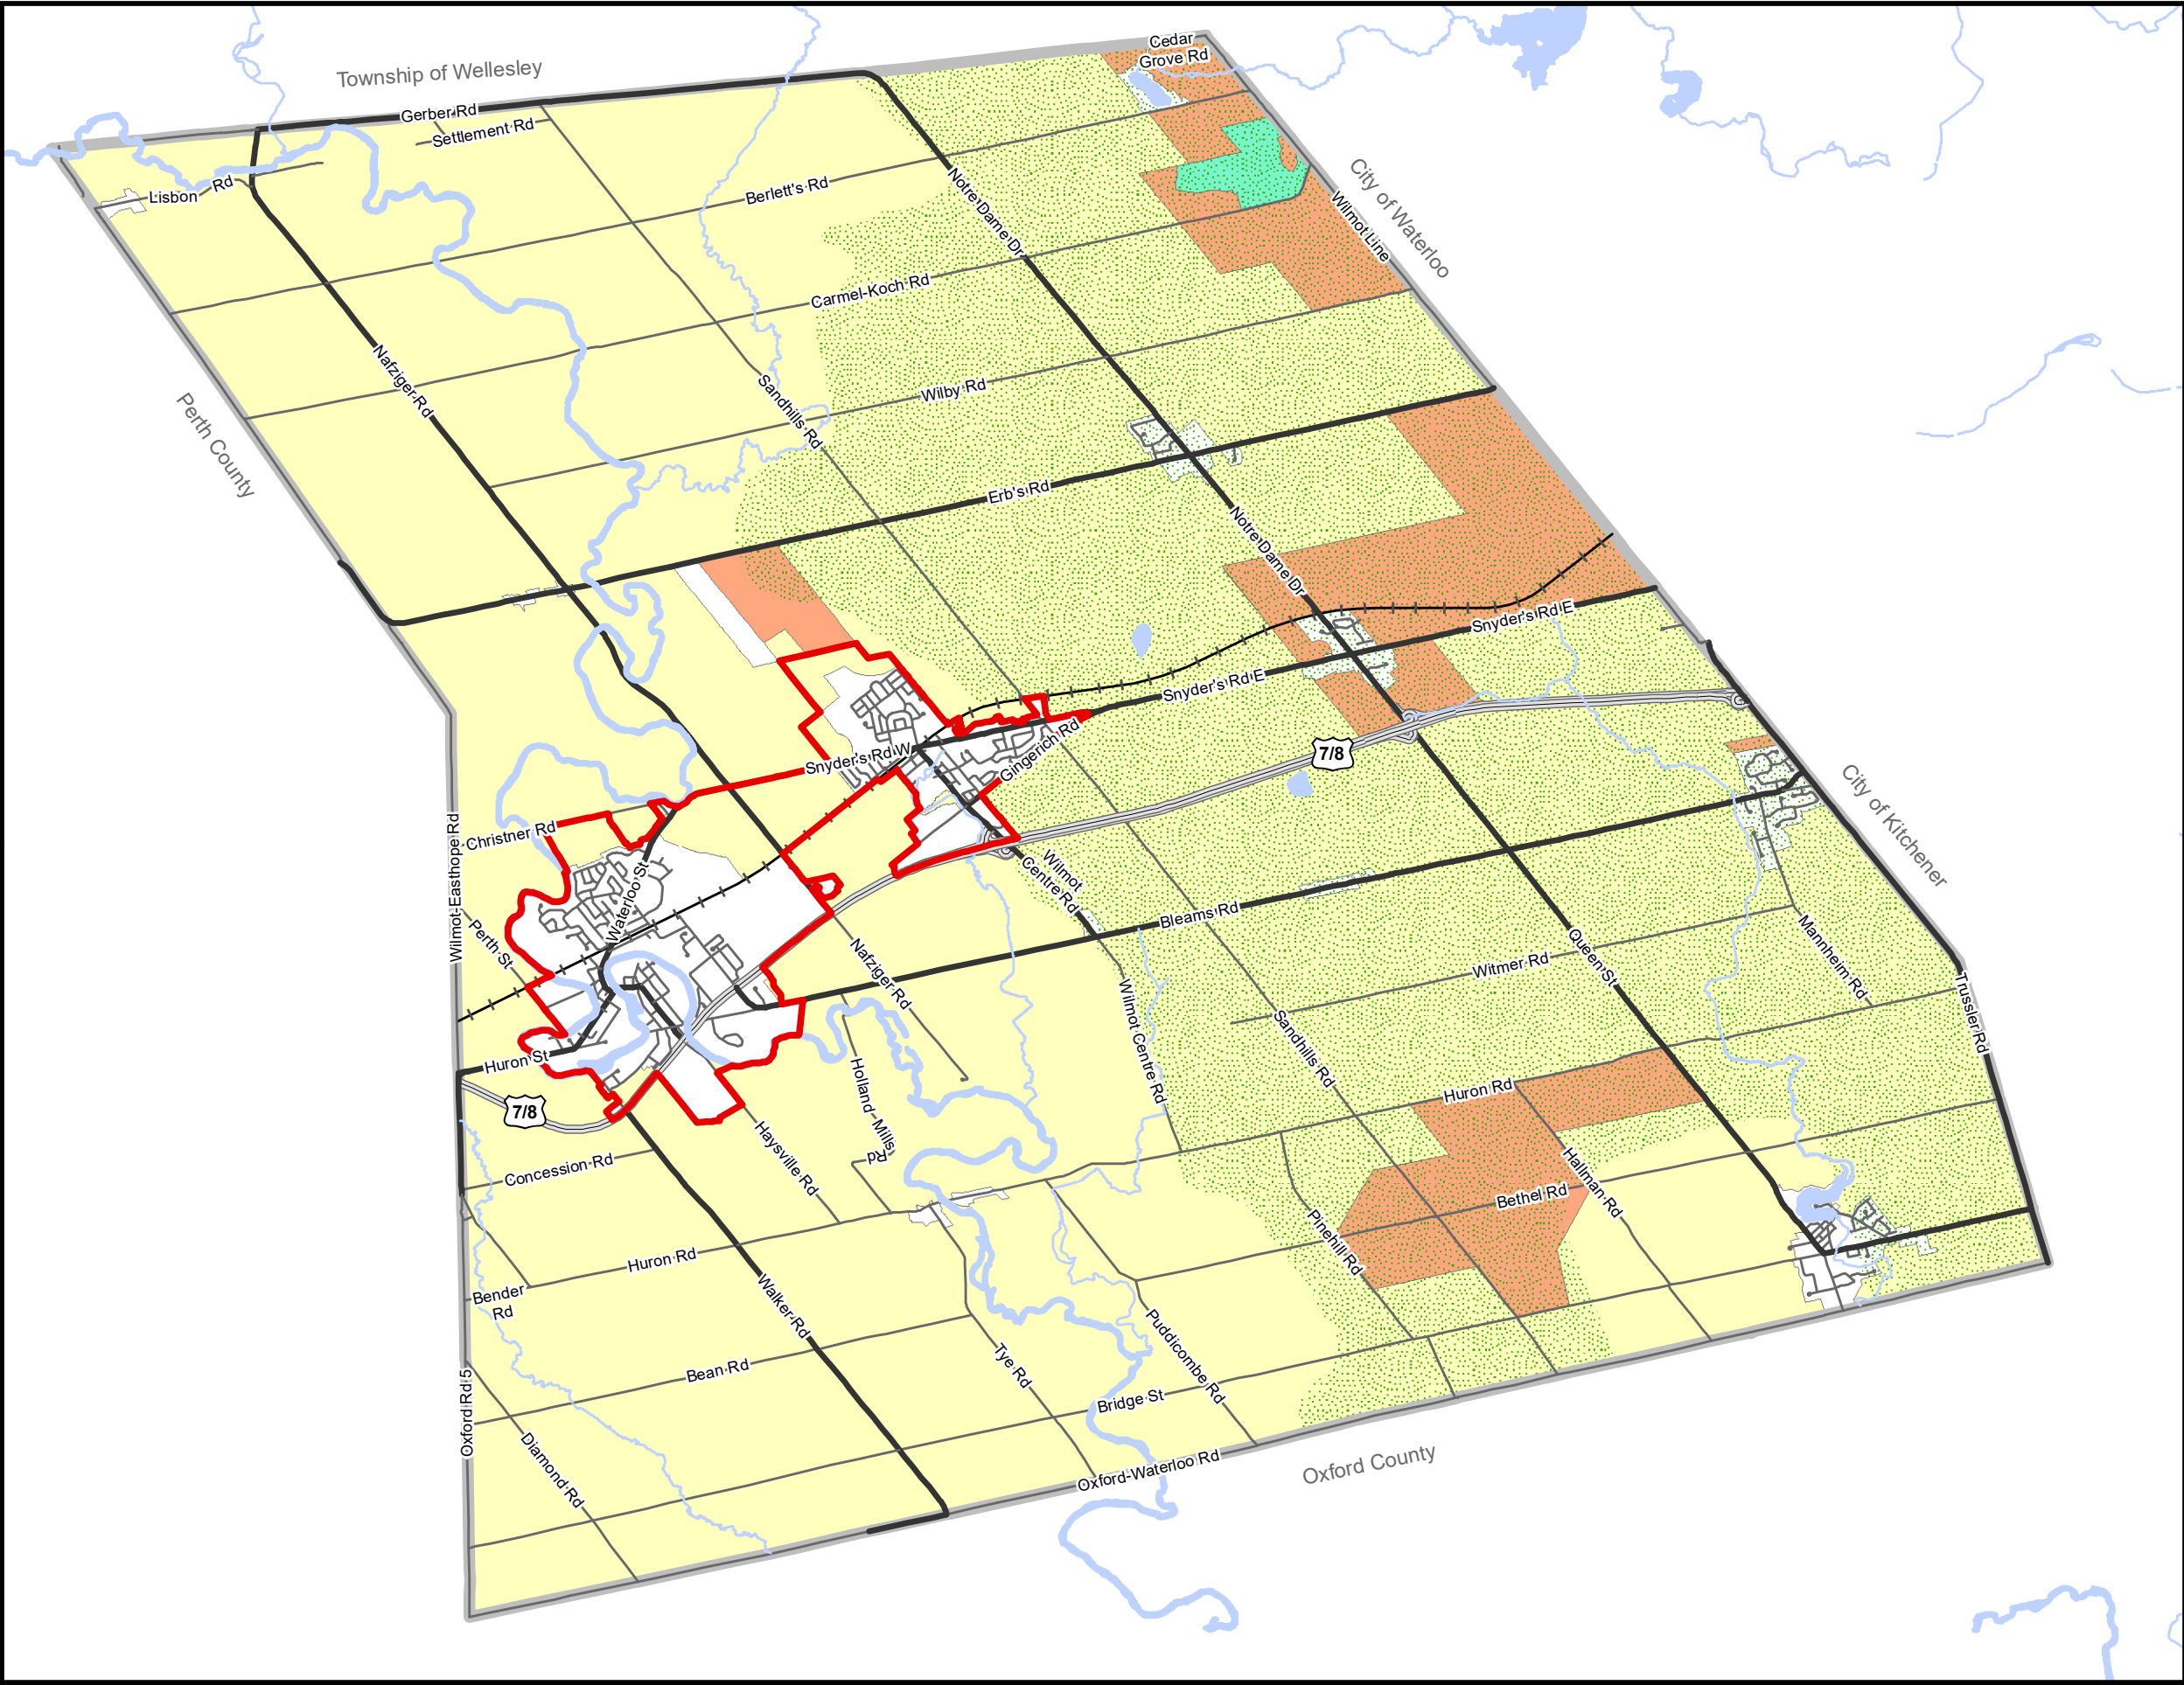 Cedar
Grove Rd
Township of Wellesley
Gerber Rd
Settlement Rd
Lisbon Rd
Berlett's Rd
Notre Dame Dr
City of Waterloo
Wilmot Line
Carmel-Koch Rd
Nafziger Rd
Sandhills Rd
Wilby Rd
Perth County
Erb's Rd
Notre Dame Dr
Snyder's Rd E
Snyder's Rd E
Snyder's Rd W
Gingerich Rd
7/8
City of Kitchener
Christner Rd
Wilmot-Easthope Rd
Waterloo St
Wilmot
Centre Rd
Bleams Rd
Perth St
Nafziger Rd
Queen St
Witmer Rd
Mannheim Rd
Trussler Rd
Wilmot Centre Rd
Sandhills Rd
Huron St
7/8
Holland Mills
Rd
Huron Rd
Haysville Rd
Concession Rd
Hallman Rd
Bethel Rd
Pinehill Rd
Huron Rd
Bender
Rd
Walker Rd
Puddicombe Rd
Tye Rd
Bean Rd
Bridge St
Oxford Rd 5
Diamond Rd
Oxford-Waterloo Rd
Oxford County